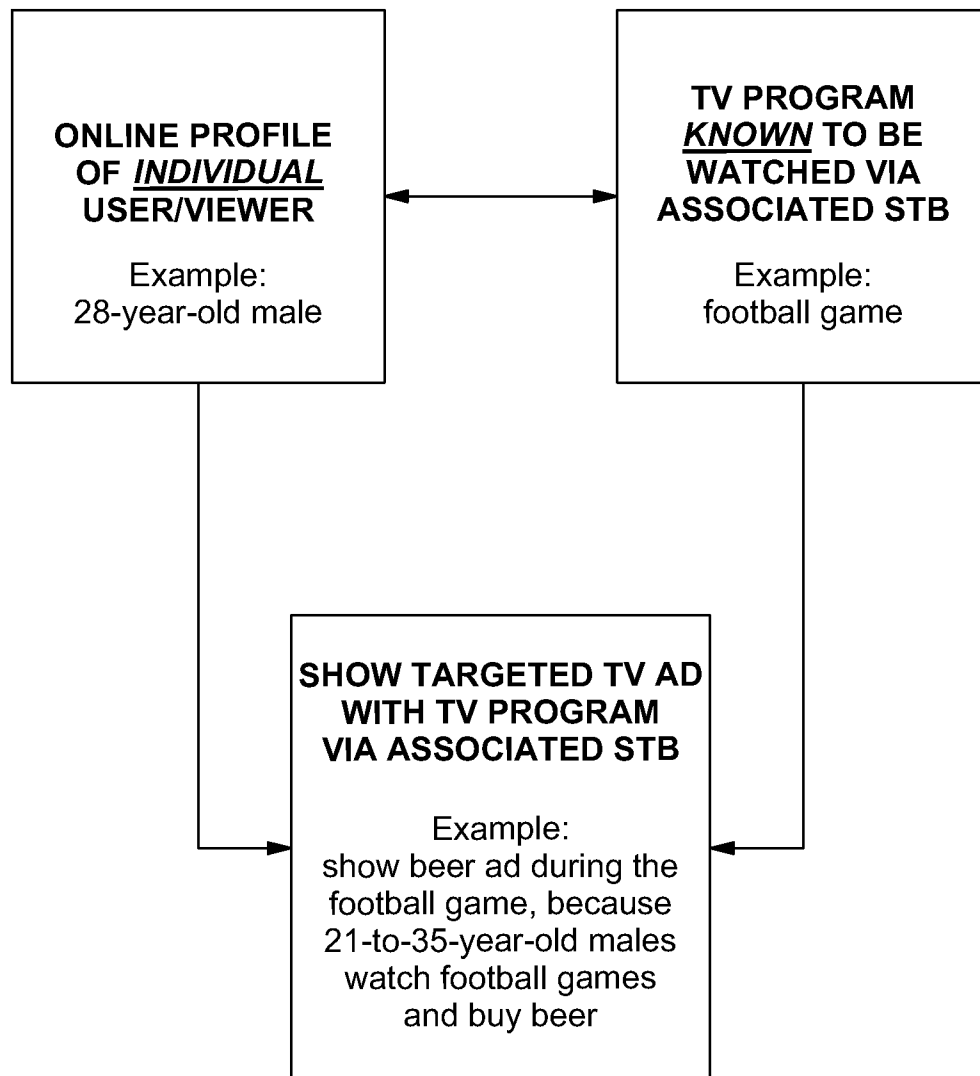 ONLINE PROFILE
OF INDIVIDUAL
USER/VIEWER
Example:
28-year-old male
TV PROGRAM
KNOWN TO BE
WATCHED VIA
ASSOCIATED STB
Example:
football game
SHOW TARGETED TV AD
WITH TV PROGRAM
VIA ASSOCIATED STB
Example:
show beer ad during the
football game, because
21-to-35-year-old males
watch football games
and buy beer